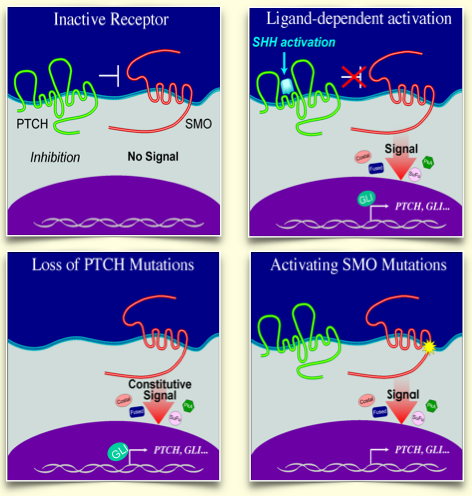 Inactive Receptor
PTCH
SMO
Inhibition
No Signal
Ligand-dependent activation
SHH activation
Signal
Costal
Fused
PKA
SuFu
GLI
PTCH, GLI...
Loss of PTCH Mutations
Constitutive
Signal
Costal
Fused
PKA
SuFu
GLI
PTCH, GLI...
Activating SMO Mutations
Signal
Costal
Fused
PKA
SuFu
PTCH, GLI...